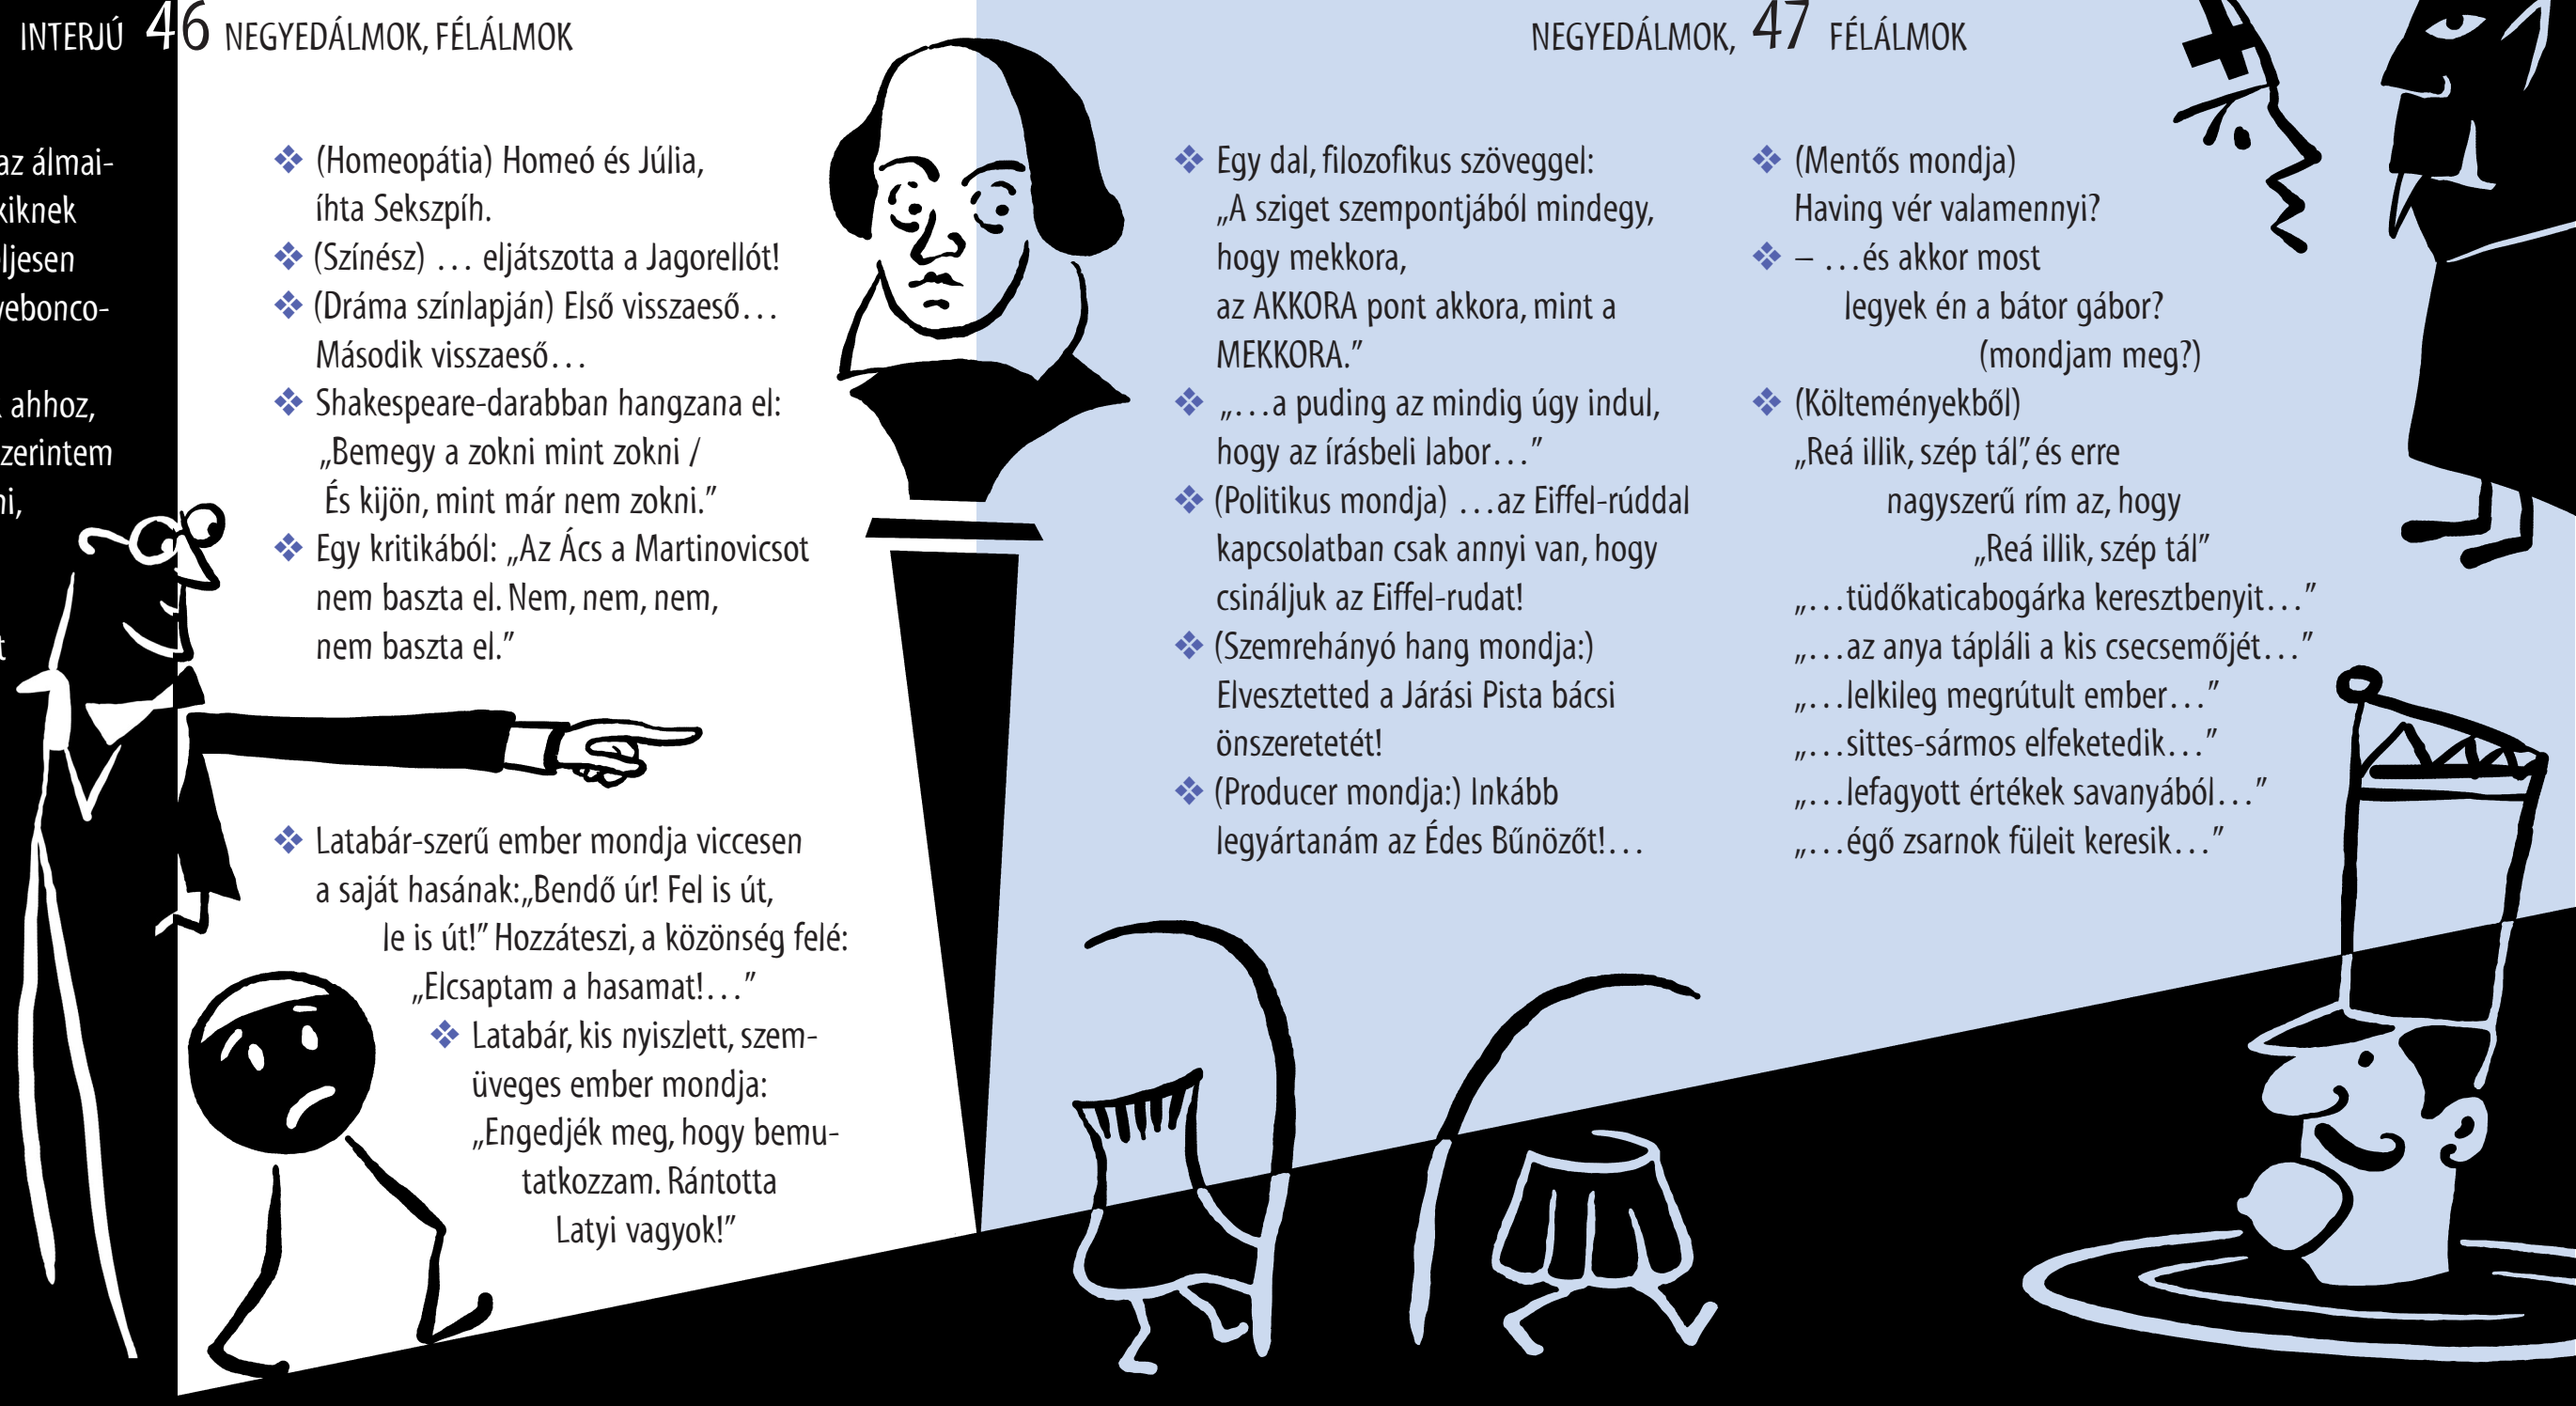 INTERJÚ 46 NEGYEDÁLMOK, FÉLÁLMOK
az álmai-
kiknek
ljesen
ebonco-
ahhoz,
zerintem
ni,
t
❖ (Homeopátia) Homeó és Júlia,
íhta Sekszpíh.
❖ (Színész) … eljátszotta a Jagorellót!
❖ (Dráma színlapján) Első visszaeső…
Második visszaeső…
❖ Shakespeare-darabban hangzana el:
„Bemegy a zokni mint zokni /
És kijön, mint már nem zokni.”
❖ Egy kritikából: „Az Ács a Martinovicsot
nem baszta el. Nem, nem, nem,
nem baszta el.”
❖ Latabár-szerű ember mondja viccesen
a saját hasának:„Bendő úr! Fel is út,
le is út!” Hozzáteszi, a közönség felé:
„Elcsaptam a hasamat!…”
❖ Latabár, kis nyiszlett, szem-
üveges ember mondja:
„Engedjék meg, hogy bemu-
tatkozzam. Rántotta
Latyi vagyok!”
NEGYEDÁLMOK, 47 FÉLÁLMOK
❖ Egy dal, filozofikus szöveggel:
„A sziget szempontjából mindegy,
hogy mekkora,
az AKKORA pont akkora, mint a
MEKKORA.”
❖ „…a puding az mindig úgy indul,
hogy az írásbeli labor…”
❖ (Politikus mondja) …az Eiffel-rúddal
kapcsolatban csak annyi van, hogy
csináljuk az Eiffel-rudat!
❖ (Szemrehányó hang mondja:)
Elvesztetted a Járási Pista bácsi
önszeretetét!
❖ (Producer mondja:) Inkább
legyártanám az Édes Bűnözőt!…
❖ (Mentős mondja)
Having vér valamennyi?
❖ – …és akkor most
legyek én a bátor gábor?
(mondjam meg?)
❖ (Költeményekből)
„Reá illik, szép tál”, és erre
nagyszerű rím az, hogy
„Reá illik, szép tál”
„…tüdőkaticabogárka keresztbenyit…”
„…az anya tápláli a kis csecsemőjét…”
„…lelkileg megrútult ember…”
„…sittes-sármos elfeketedik…”
„…lefagyott értékek savanyából…”
„…égő zsarnok füleit keresik…”